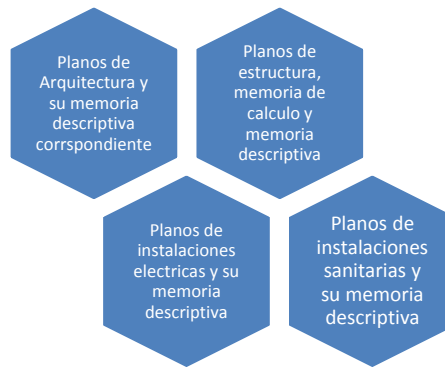 Planos de
Arquitectura y
su memoria
descriptiva
corrspondiente
Planos de
estructura,
memoria de
calculo y
memoria
descriptiva
Planos de
instalaciones
electricas y su
memoria
descriptiva
Planos de
instalaciones
sanitarias y
su memoria
descriptiva